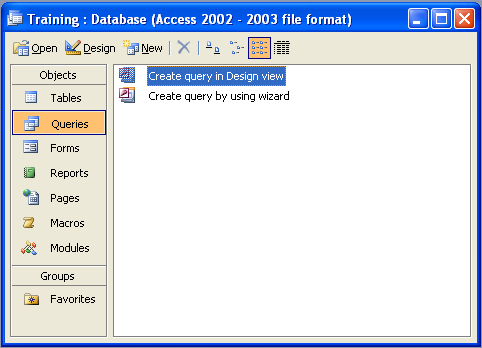 Training : Database (Access 2002 - 2003 file format)
Open Design New
Objects
Tables
Queries
Forms
Reports
Pages
Macros
Modules
Groups
Favorites
Create query in Design view
Create query by using wizard